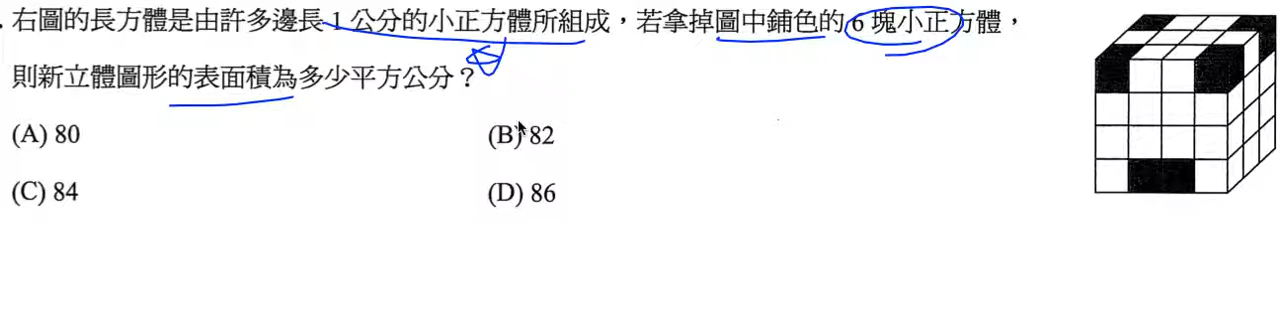 . 右圖的長方體是由許多邊長 1 公分的小正方體所組成，若拿掉圖中鋪色的 6 塊小正方體，
則新立體圖形的表面積為多少平方公分？
(A) 80 (B) 82
(C) 84 (D) 86